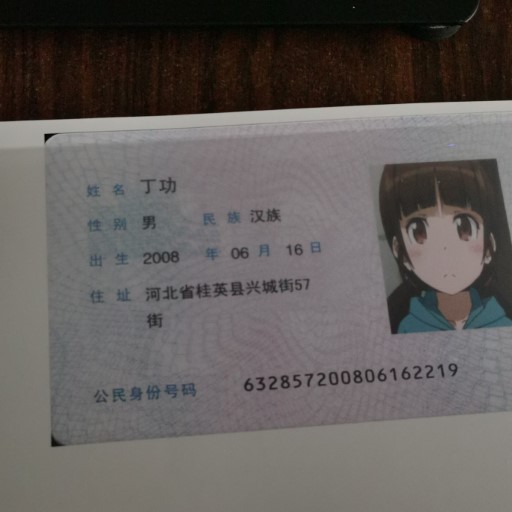 姓名 丁功
性别 男 民族 汉族
出生 2008 年 06 月 16 日
住址 河北省桂英县兴城街57
街
公民身份号码 632857200806162219